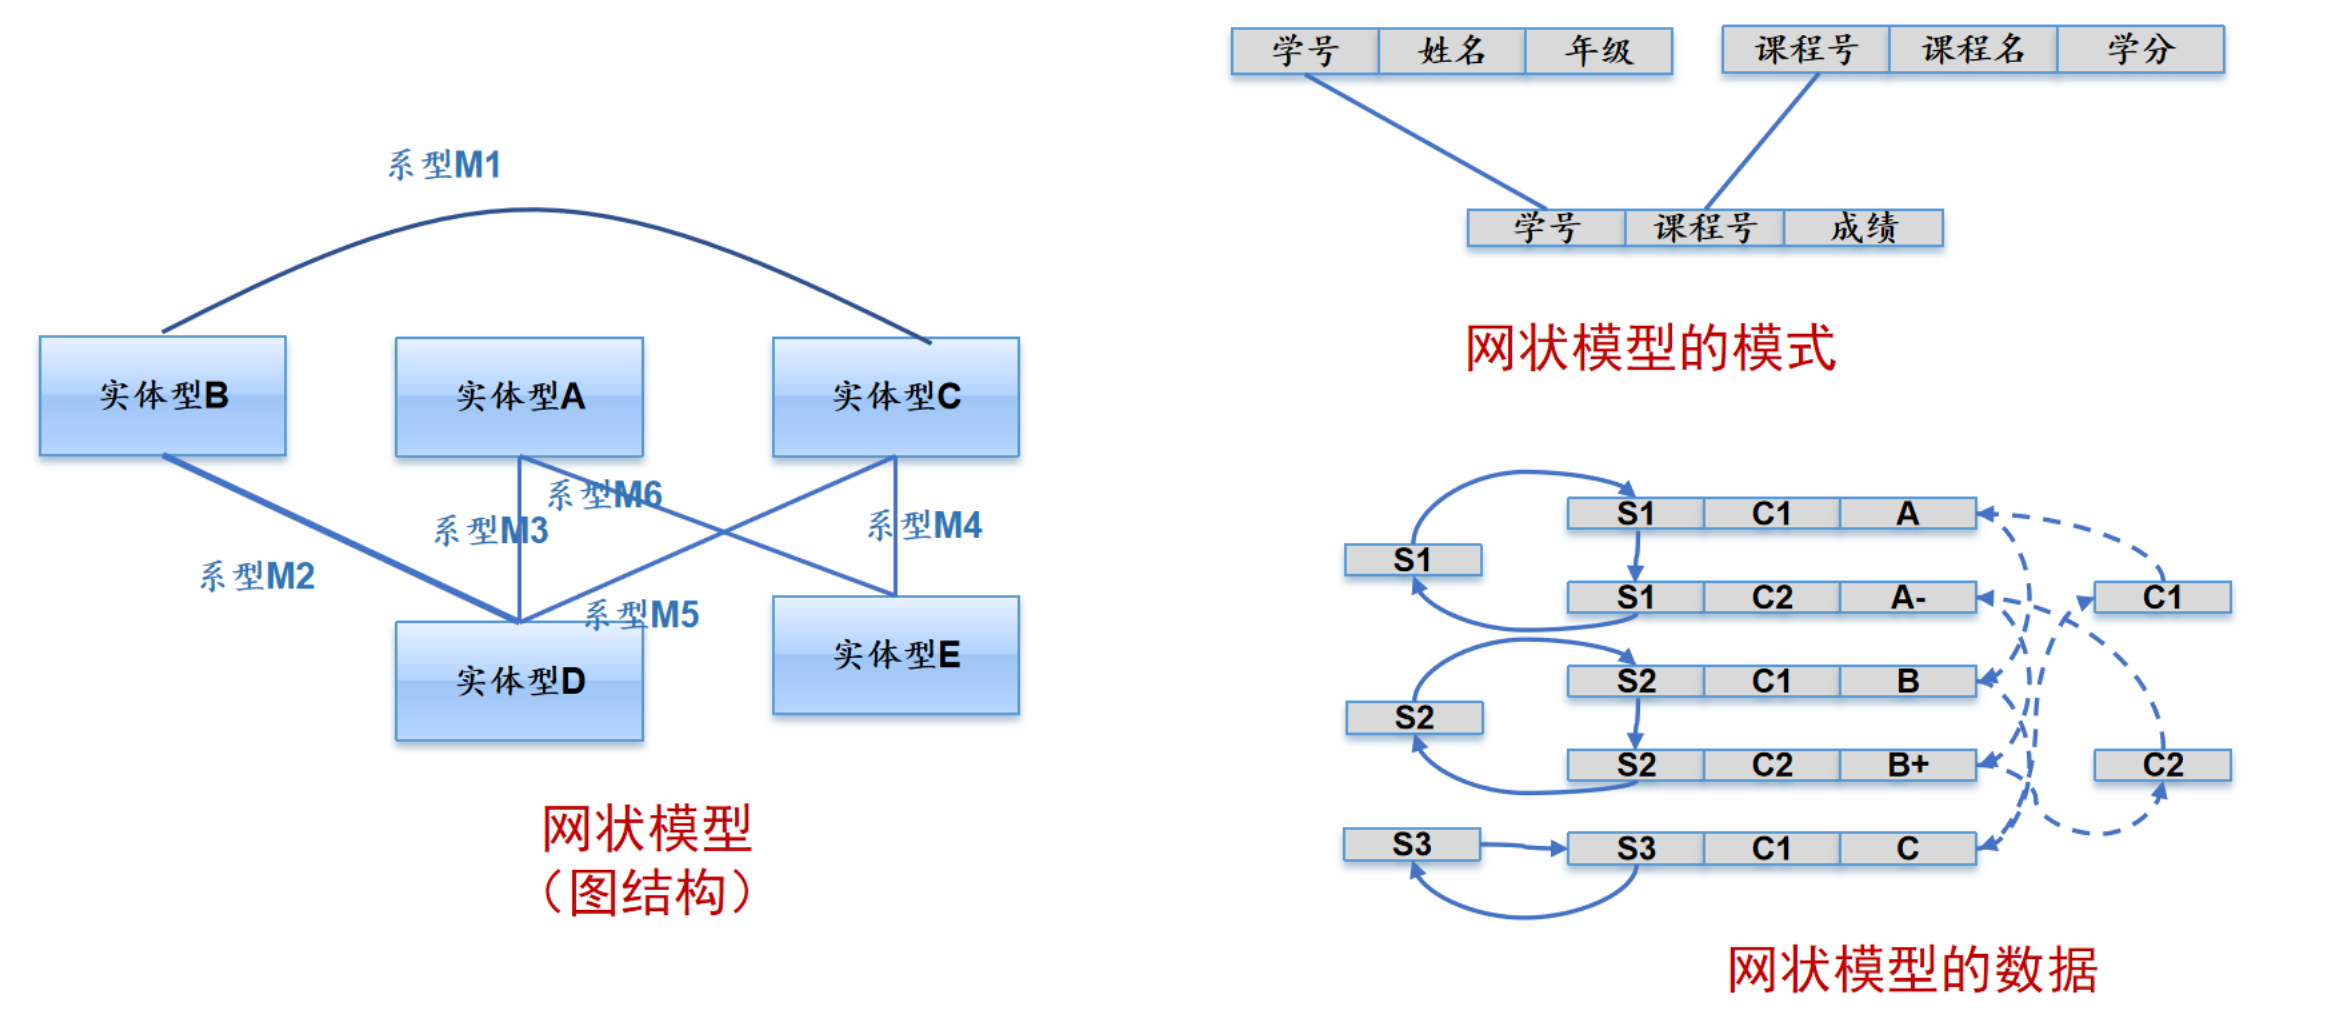 系型M1
实体型B
实体型A
实体型C
系型M6
系型M3
系型M4
系型M2
系型M5
实体型D
实体型E
网状模型
（图结构）
学号 姓名 年级
课程号 课程名 学分
学号 课程号 成绩
网状模型的模式
S1 C1 A
S1
S1 C2 A-
C1
S2 C1 B
S2
S2 C2 B+
C2
S3
S3 C1 C
网状模型的数据